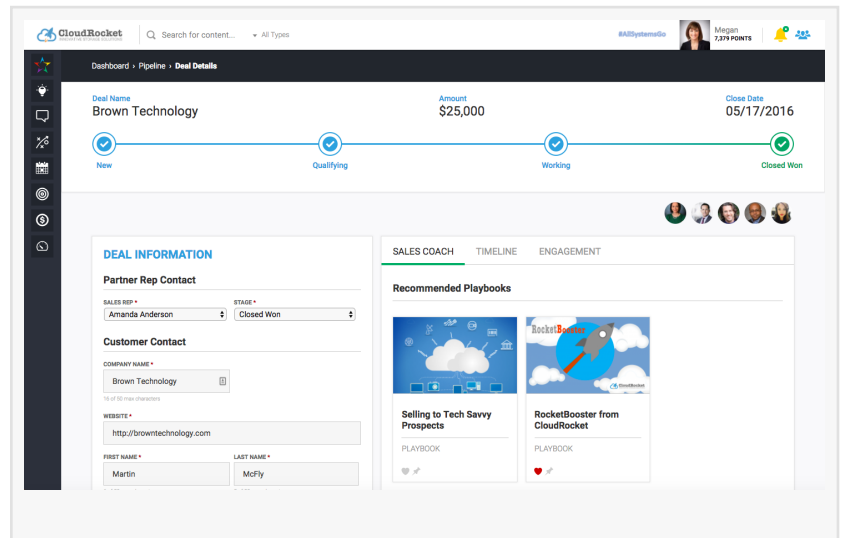 CloudRocket
Search for content...
All Types
#AllSystemsGo
Megan
7,379 POINTS
Dashboard › Pipeline › Deal Details
Deal Name
Brown Technology
Amount
$25,000
Close Date
05/17/2016
New
Qualifying
Working
Closed Won
DEAL INFORMATION
Partner Rep Contact
SALES REP •
STAGE •
Amanda Anderson
Closed Won
Customer Contact
COMPANY NAME •
Brown Technology
16 of 50 max characters
WEBSITE •
http://browntechnology.com
FIRST NAME •
LAST NAME •
Martin
McFly
SALES COACH
TIMELINE
ENGAGEMENT
Recommended Playbooks
RocketBooster
CloudRocket
Selling to Tech Savvy
Prospects
PLAYBOOK
RocketBooster from
CloudRocket
PLAYBOOK